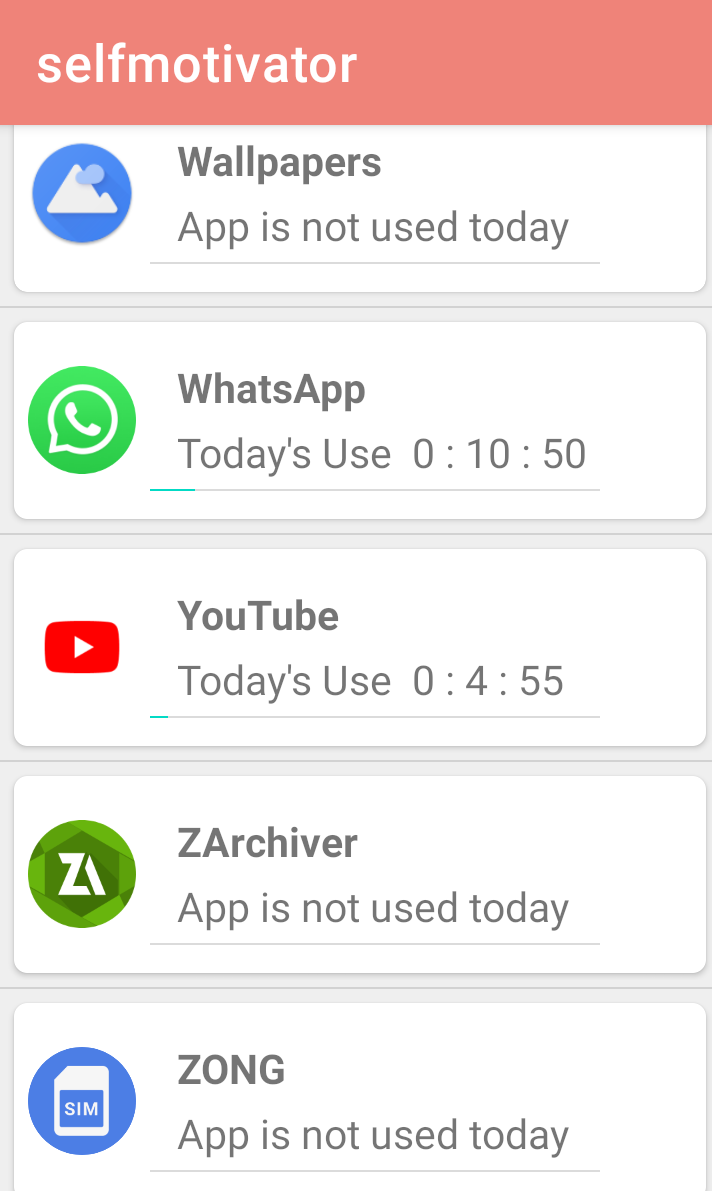 selfmotivator
Wallpapers
App is not used today
WhatsApp
Today's Use 0 : 10 : 50
YouTube
Today's Use 0 : 4 : 55
ZA
ZArchiver
App is not used today
ZONG
SIM
App is not used today